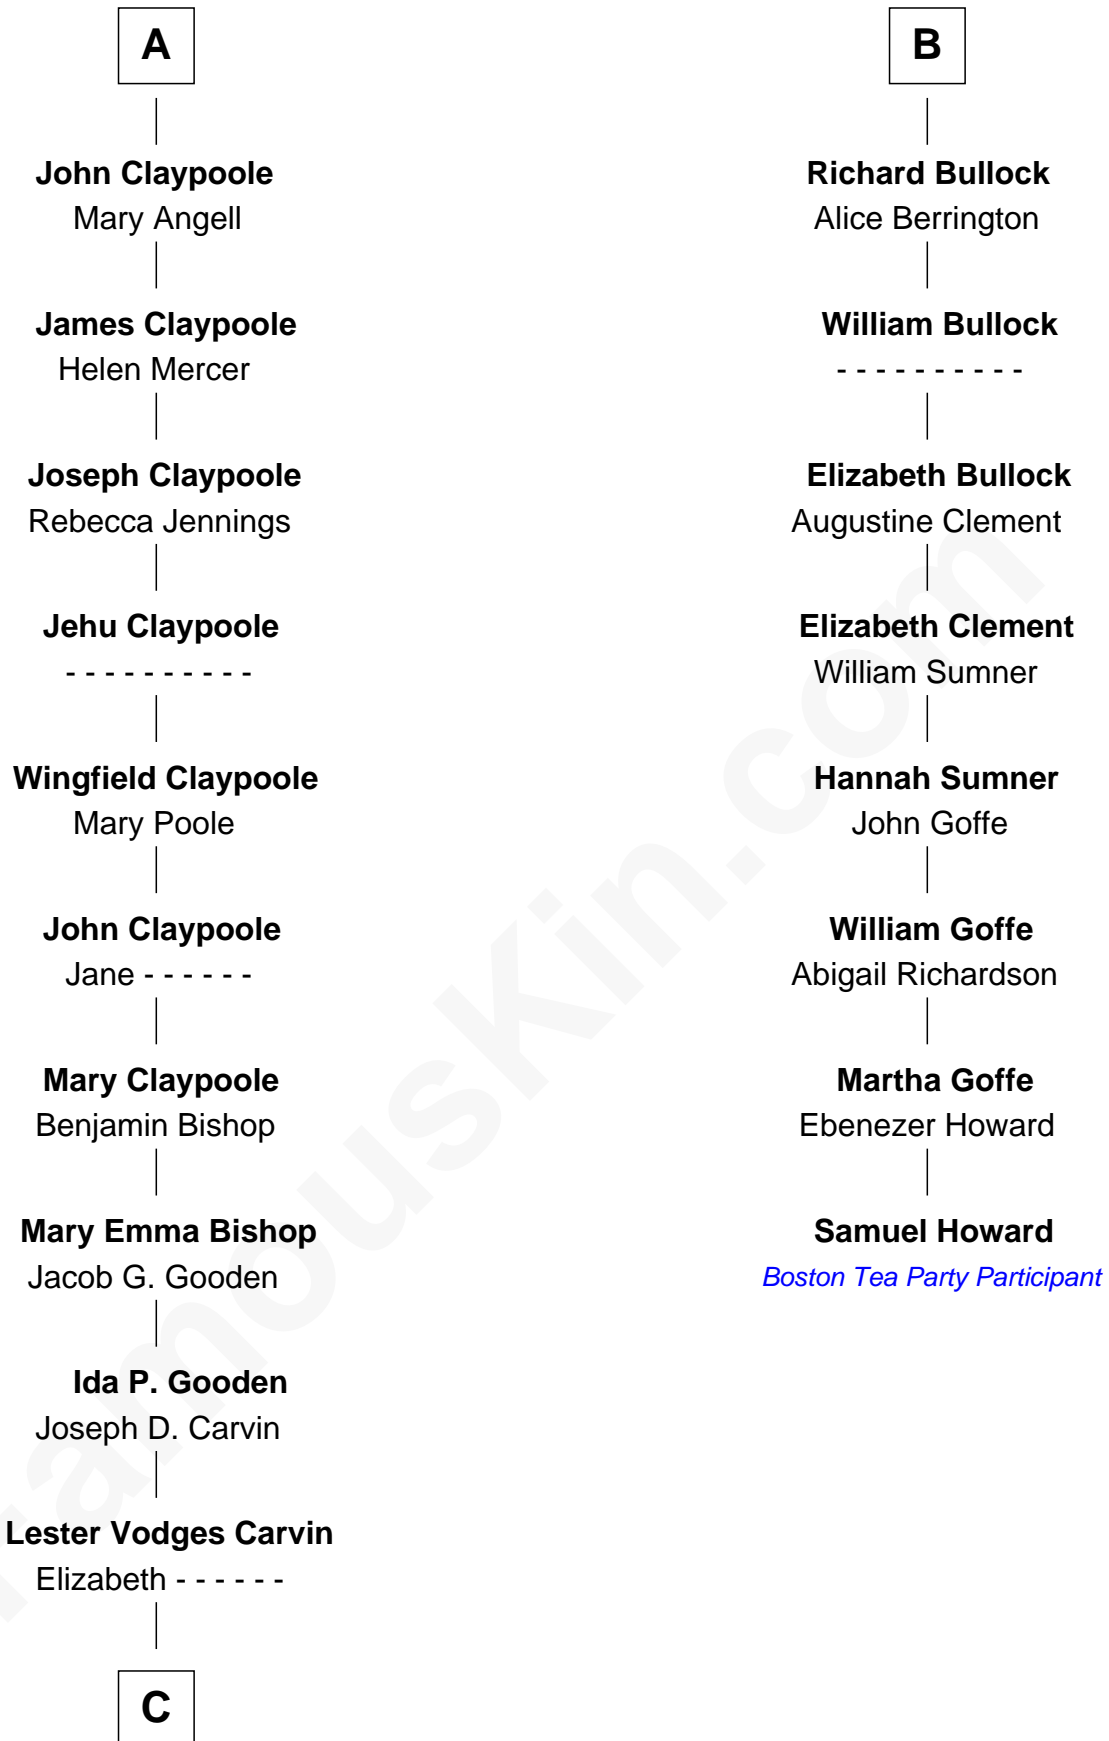 A
John Claypoole
Mary Angell
James Claypoole
Helen Mercer
Joseph Claypoole
Rebecca Jennings
Jehu Claypoole
- - - - - - - - - -
Wingfield Claypoole
Mary Poole
John Claypoole
Jane - - - - - -
Mary Claypoole
Benjamin Bishop
Mary Emma Bishop
Jacob G. Gooden
Ida P. Gooden
Joseph D. Carvin
Lester Vodges Carvin
Elizabeth - - - - - -
C
B
Richard Bullock
Alice Berrington
William Bullock
- - - - - - - - - -
Elizabeth Bullock
Augustine Clement
Elizabeth Clement
William Sumner
Hannah Sumner
John Goffe
William Goffe
Abigail Richardson
Martha Goffe
Ebenezer Howard
Samuel Howard
Boston Tea Party Participant
FamousKin.com